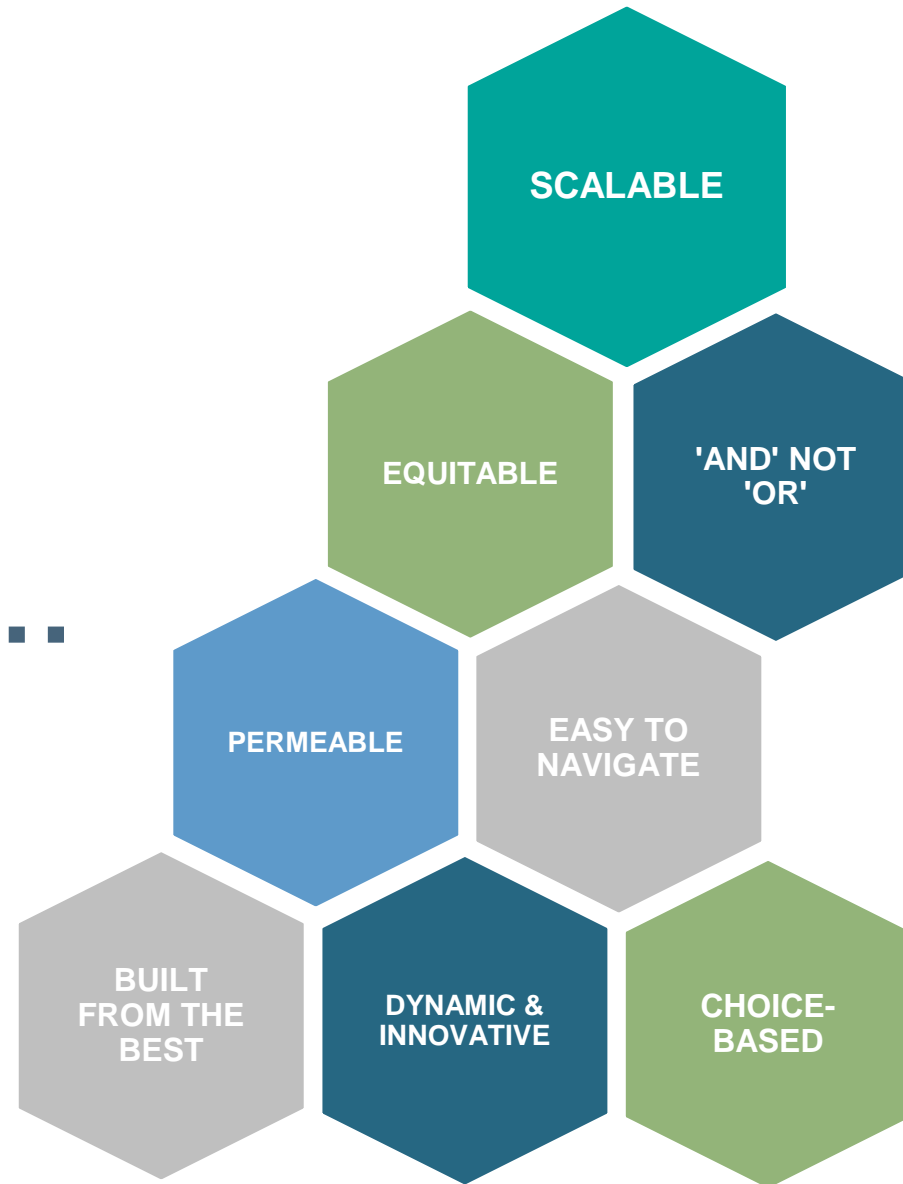 SCALABLE
EQUITABLE
'AND' NOT
'OR'
PERMEABLE
EASY TO
NAVIGATE
BUILT
FROM THE
BEST
DYNAMIC &
INNOVATIVE
CHOICE-
BASED